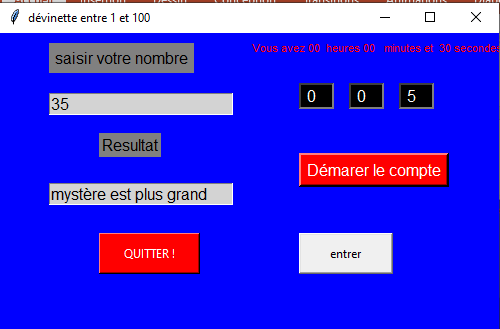 dévinette entre 1 et 100
Vous avez 00 heures 00 minutes et 30 secondes
saisir votre nombre
35
0 0 5
Resultat
Démarer le compte
mystère est plus grand
QUITTER !
entrer